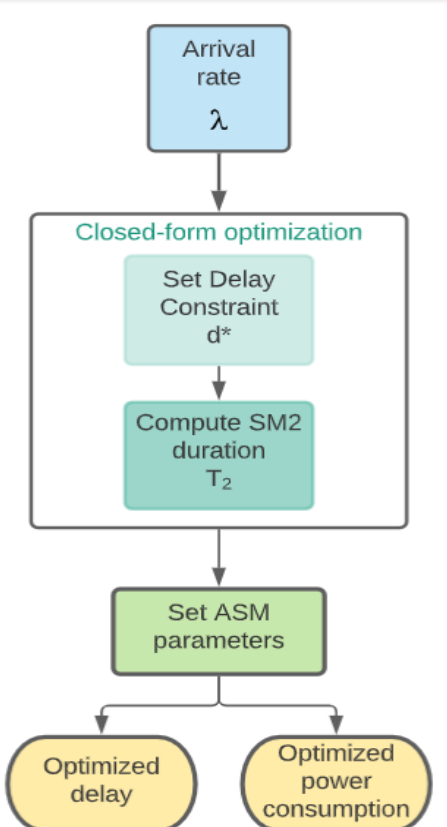 Arrival
rate
λ
Closed-form optimization
Set Delay
Constraint
d*
Compute SM2
duration
T₂
Set ASM
parameters
Optimized
delay
Optimized
power
consumption